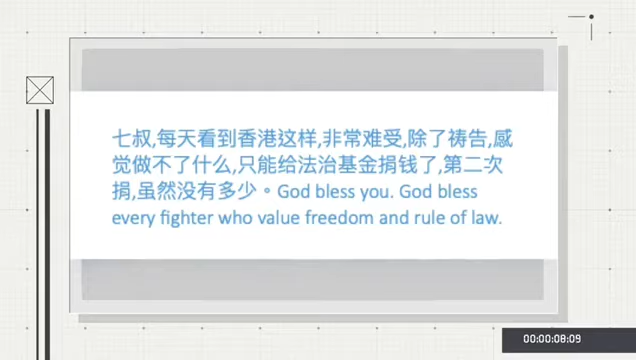 七叔,每天看到香港这样,非常难受,除了祷告,感
觉做不了什么,只能给法治基金捐钱了,第二次
捐,虽然没有多少。God bless you. God bless
every fighter who value freedom and rule of law.
00:00:08:09